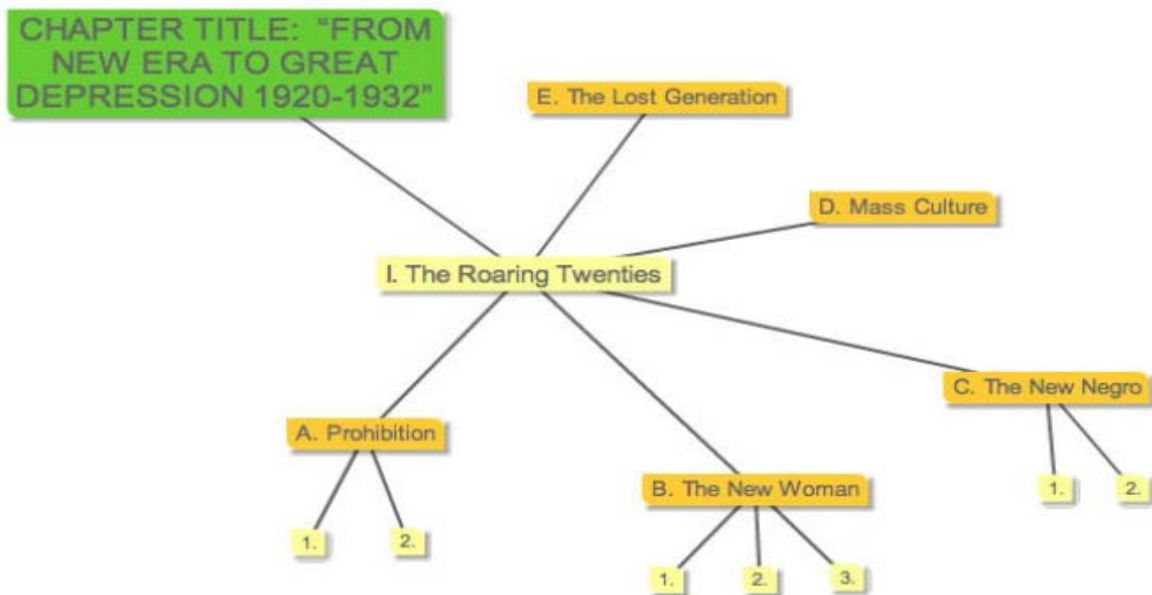 CHAPTER TITLE: "FROM
NEW ERA TO GREAT
DEPRESSION 1920-1932"
E. The Lost Generation
D. Mass Culture
I. The Roaring Twenties
C. The New Negro
1.
2.
A. Prohibition
1.
2.
B. The New Woman
1.
2.
3.